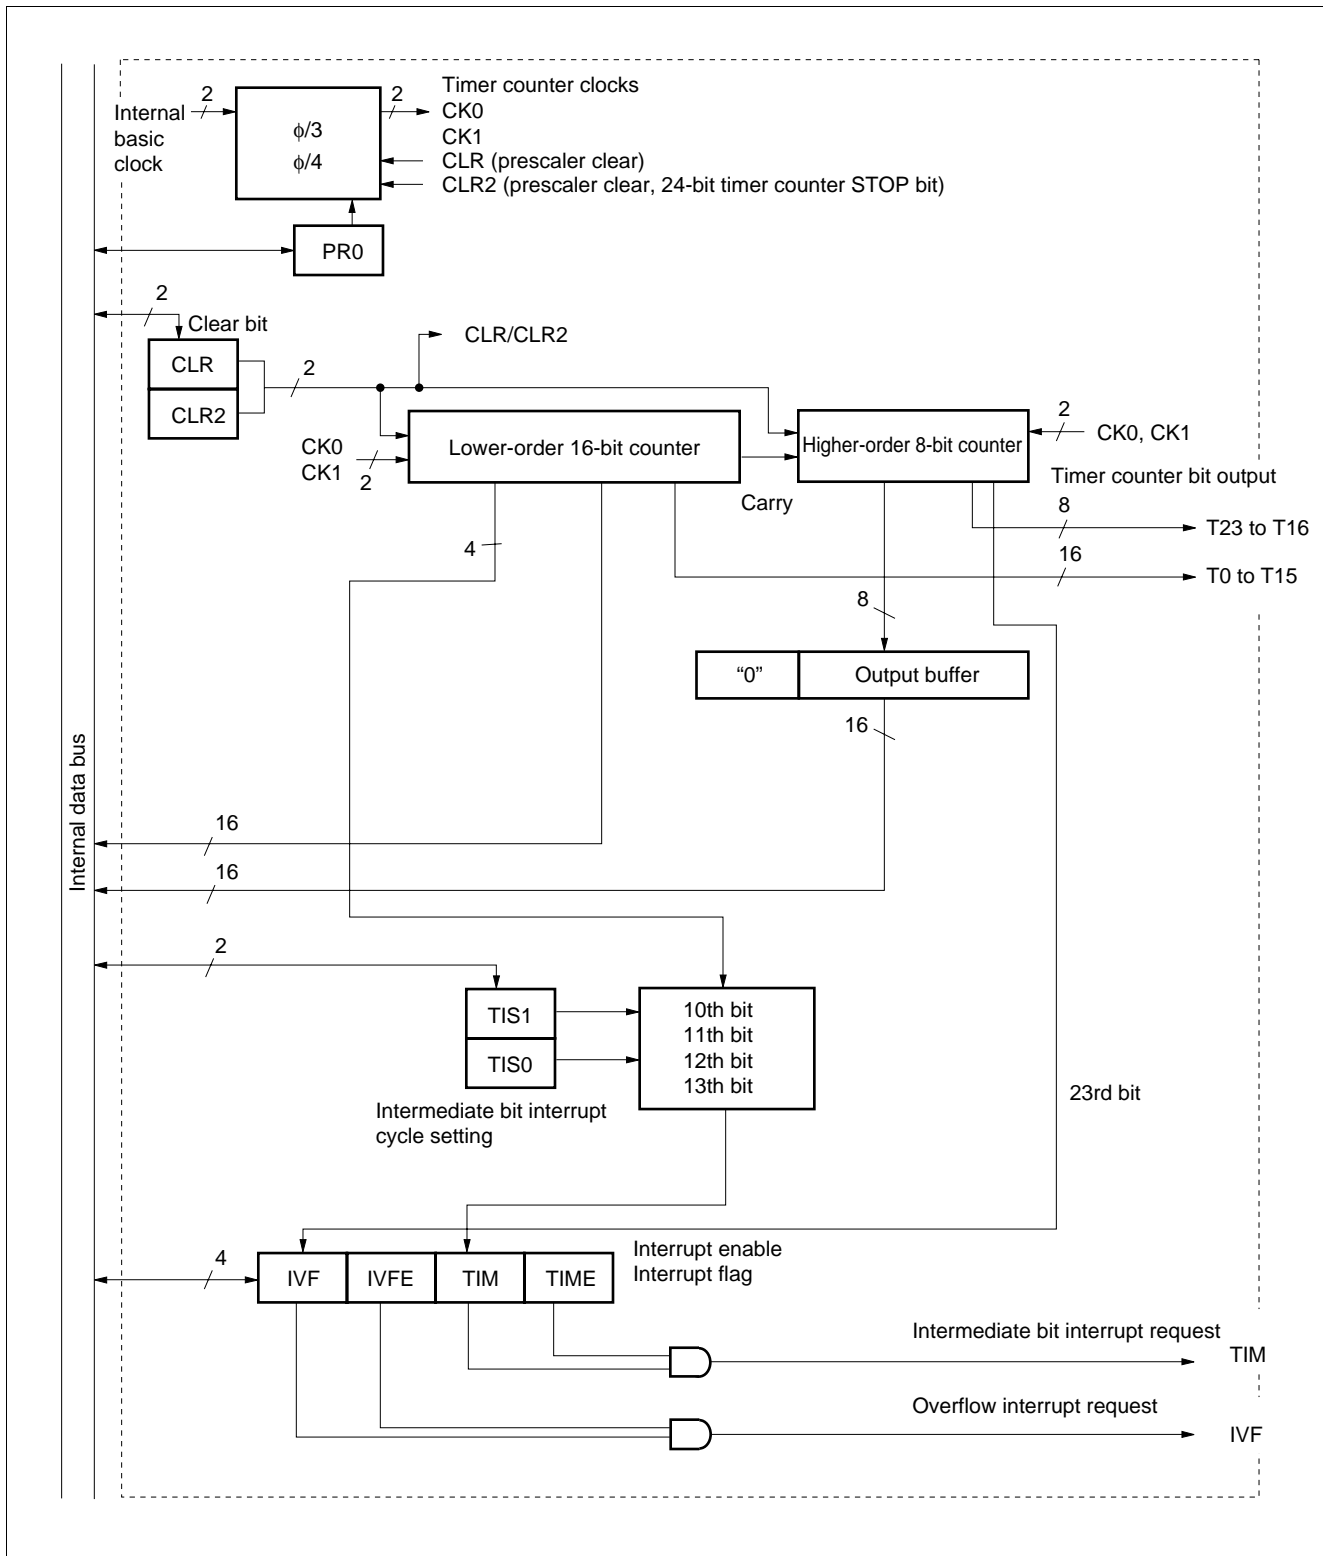 Timer counter clocks
2
2
Internal
basic
clock
ϕ/3
ϕ/4
CK0
CK1
CLR (prescaler clear)
CLR2 (prescaler clear, 24-bit timer counter STOP bit)
PR0
2
Clear bit
CLR
CLR2
2
CLR/CLR2
CK0
CK1
2
Lower-order 16-bit counter
Carry
Higher-order 8-bit counter
2
CK0, CK1
Timer counter bit output
8
T23 to T16
16
T0 to T15
4
8
“0”
Output buffer
16
Internal data bus
16
16
2
TIS1
TIS0
Intermediate bit interrupt
cycle setting
10th bit
11th bit
12th bit
13th bit
23rd bit
4
IVF
IVFE
TIM
TIME
Interrupt enable
Interrupt flag
Intermediate bit interrupt request
TIM
Overflow interrupt request
IVF